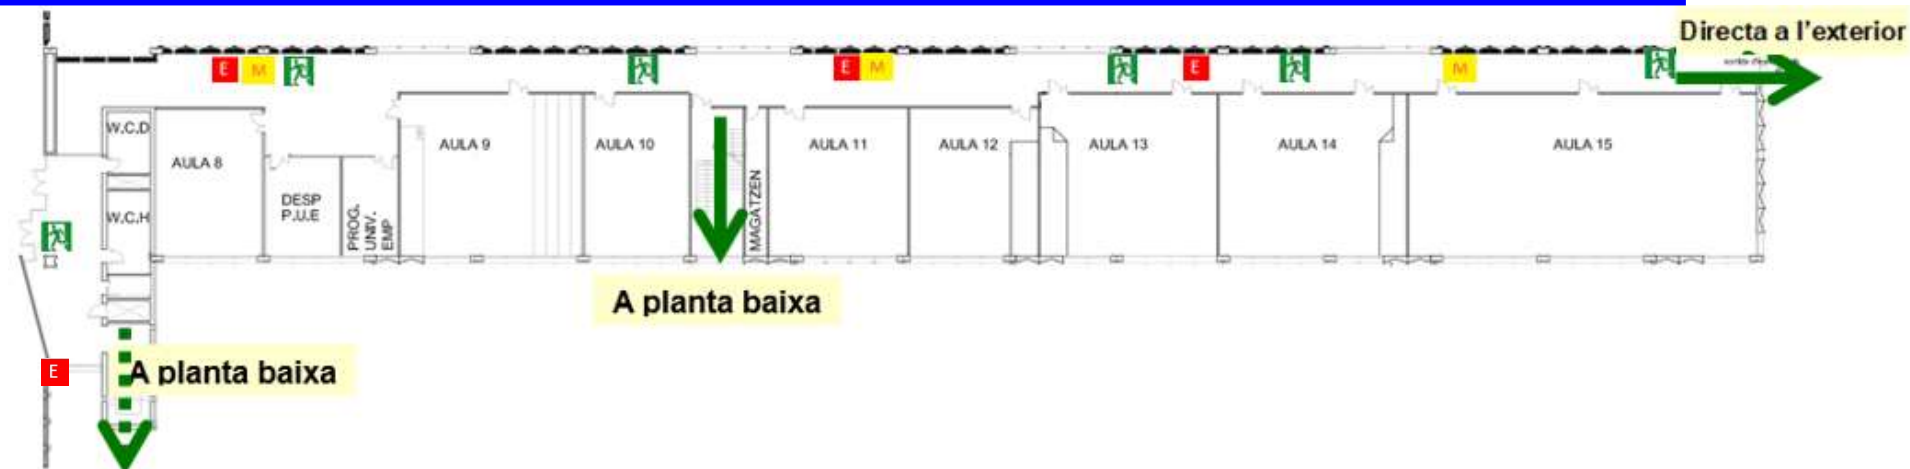 Directa a l'exterior
E
M
E
M
E
M
W.C.D
AULA 8
AULA 9
AULA 10
AULA 11
AULA 12
AULA 13
AULA 14
AULA 15
W.C.H
DESP
P.U.E
PROG.
UNIV.
EMP
MAGATZEN
A planta baixa
E
A planta baixa